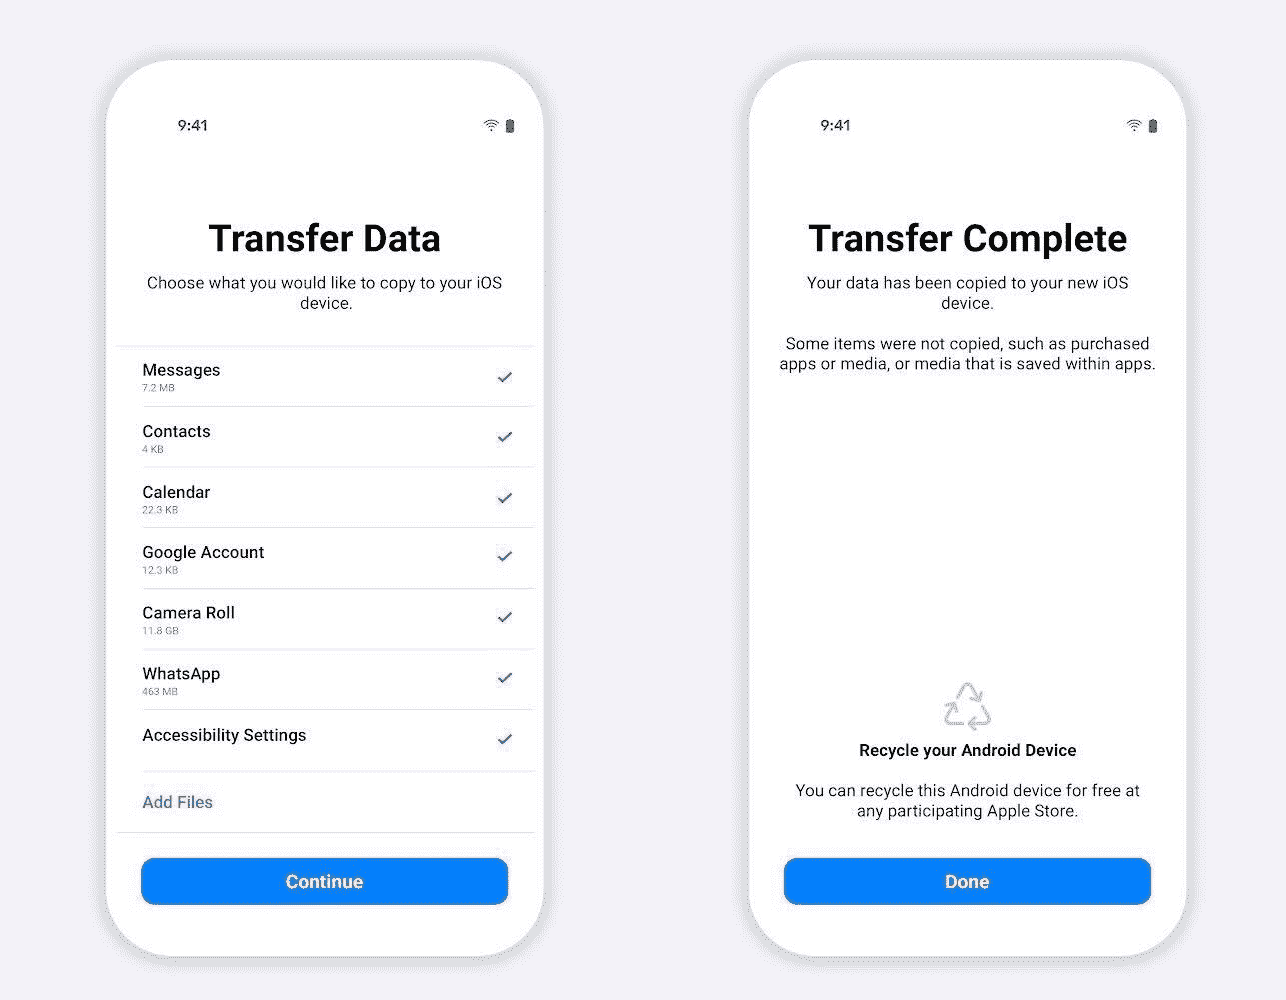 9:41
Transfer Data
Choose what you would like to copy to your iOS
device.
Messages
7.2 MB
Contacts
4 KB
Calendar
22.3 KB
Google Account
12.3 KB
Camera Roll
11.8 GB
WhatsApp
463 MB
Accessibility Settings
Add Files
Continue
9:41
Transfer Complete
Your data has been copied to your new iOS
device.
Some items were not copied, such as purchased
apps or media, or media that is saved within apps.
Recycle your Android Device
You can recycle this Android device for free at
any participating Apple Store.
Done